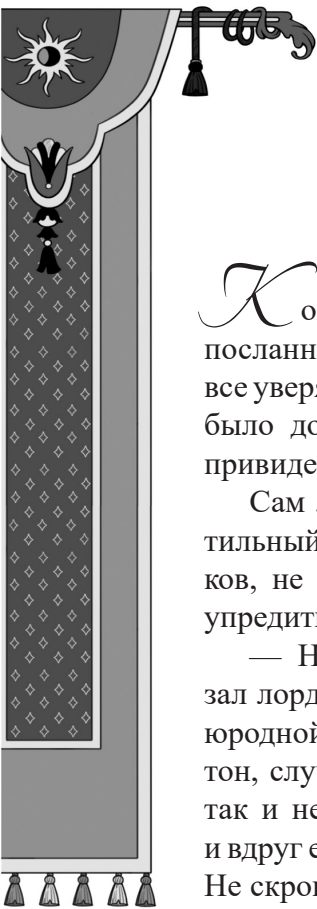 Ко
посланн
все уверя
было до
привиде
Сам
тильный
ков, не
упредит
— Н
зал лорд
юродной
тон, слу
так и не
и вдруг е
Не скро